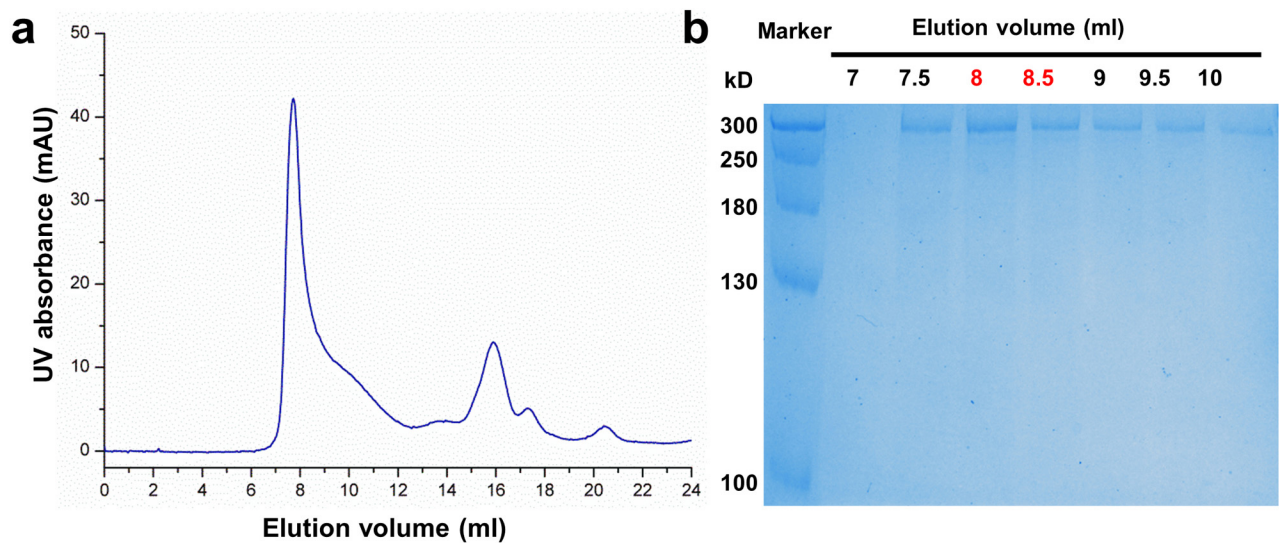 a
50
40
30
20
10
0
UV absorbance (mAU)
0 2 4 6 8 10 12 14 16 18 20 22 24
Elution volume (ml)
b
Marker Elution volume (ml)
kD 7 7.5 8 8.5 9 9.5 10
300
250
180
130
100